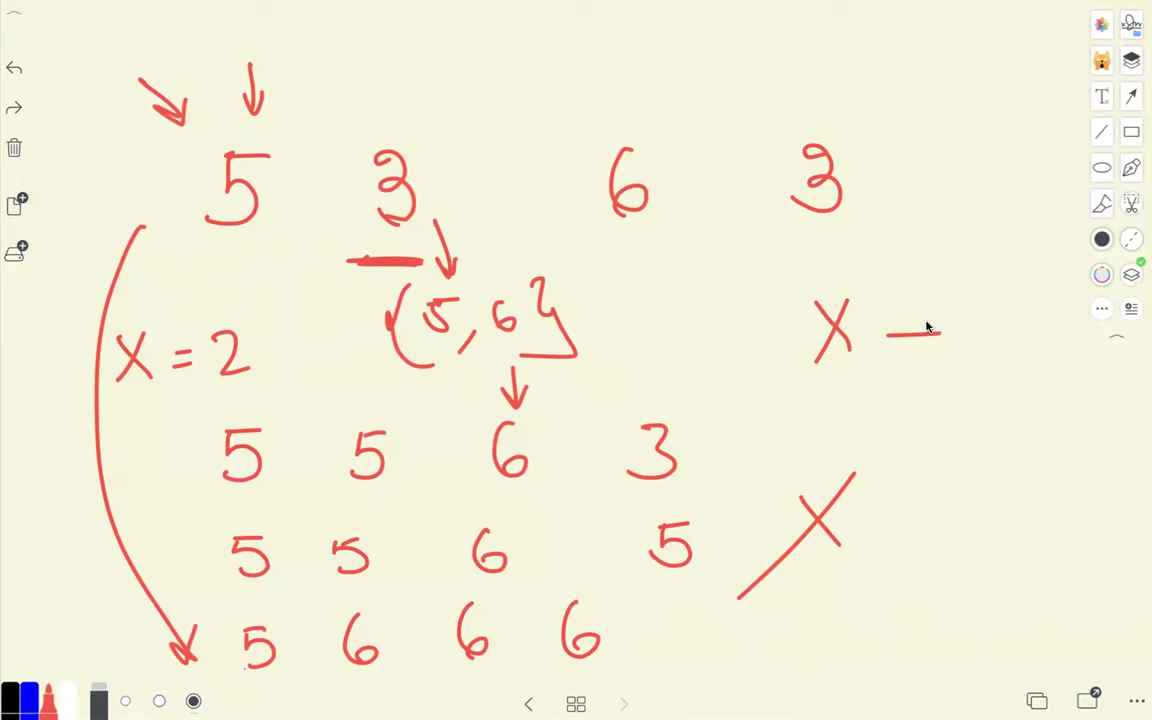 5 3 6 3
{5, 6}
X = 2
X —
5 5 6 3
5 5 6 5
X
5 6 6 6